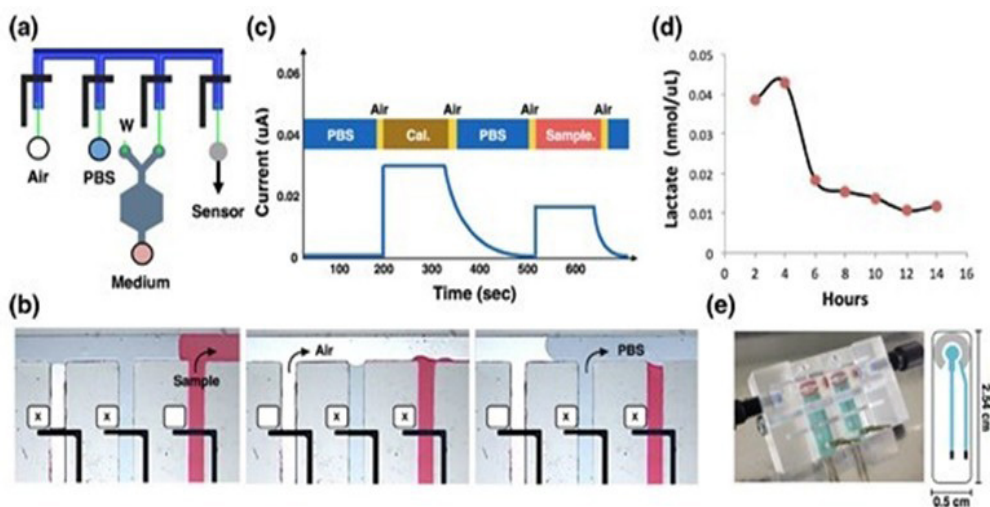 (a)
W
Air
PBS
Sensor
Medium
(c)
Current (uA)
0.06
0.04
0.02
0
Air Air Air Air
PBS Cal. PBS Sample.
100 200 300 400 500 600
Time (sec)
(d)
Lactate (nmol/uL)
0.05
0.04
0.03
0.02
0.01
0
0 2 4 6 8 10 12 14 16
Hours
(b)
Sample
x x
Air
x x
PBS
x x
(e)
2.54 cm
0.5 cm